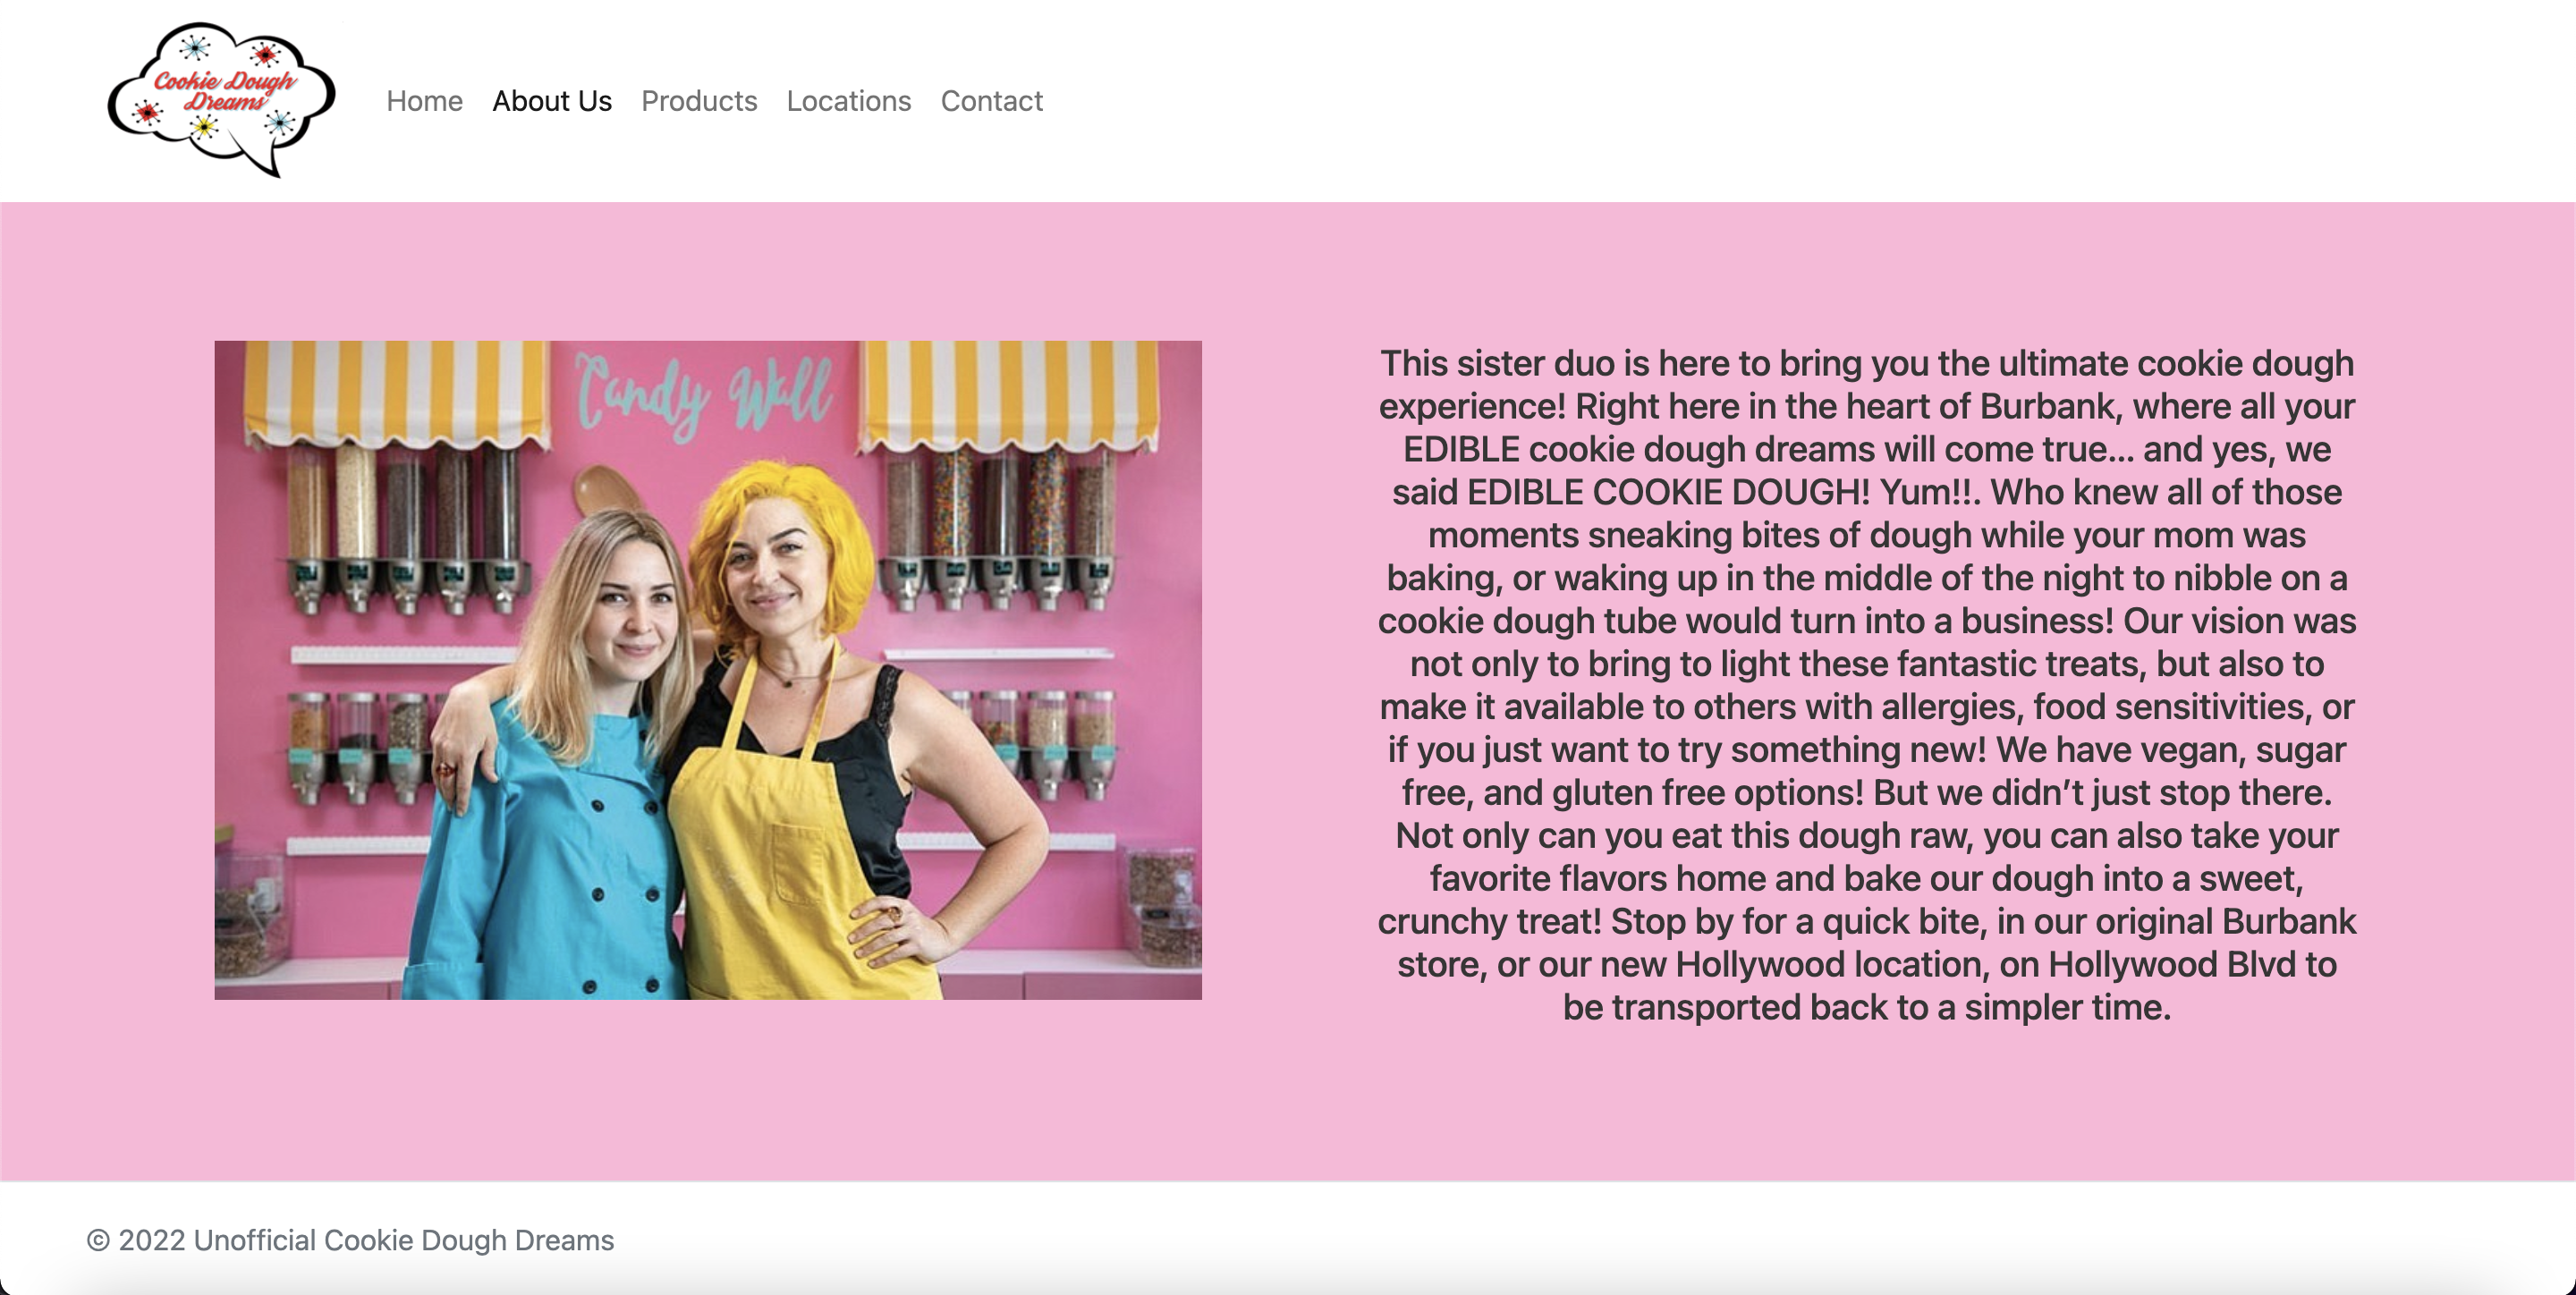 Cookie Dough
Dreams
Home About Us Products Locations Contact
Candy Wall
This sister duo is here to bring you the ultimate cookie dough
experience! Right here in the heart of Burbank, where all your
EDIBLE cookie dough dreams will come true... and yes, we
said EDIBLE COOKIE DOUGH! Yum!!. Who knew all of those
moments sneaking bites of dough while your mom was
baking, or waking up in the middle of the night to nibble on a
cookie dough tube would turn into a business! Our vision was
not only to bring to light these fantastic treats, but also to
make it available to others with allergies, food sensitivities, or
if you just want to try something new! We have vegan, sugar
free, and gluten free options! But we didn’t just stop there.
Not only can you eat this dough raw, you can also take your
favorite flavors home and bake our dough into a sweet,
crunchy treat! Stop by for a quick bite, in our original Burbank
store, or our new Hollywood location, on Hollywood Blvd to
be transported back to a simpler time.
© 2022 Unofficial Cookie Dough Dreams